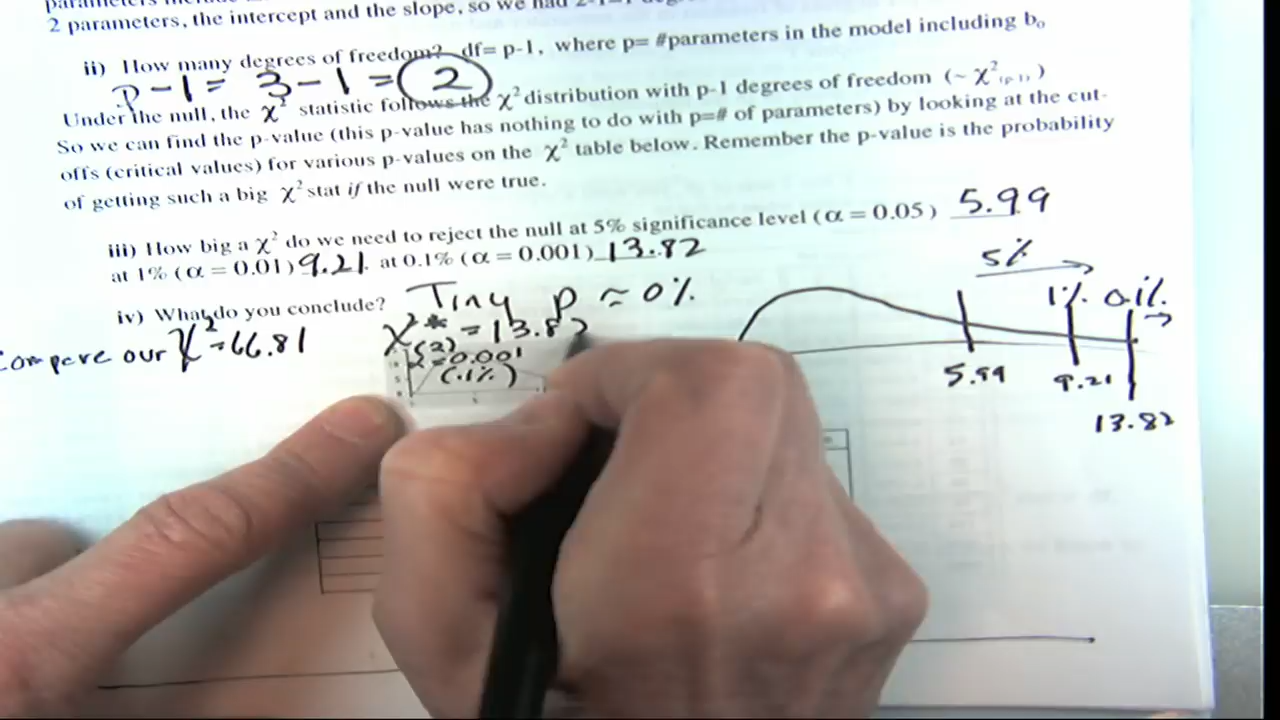 2 parameters, the intercept and the slope, so we had 2-1=1
ii) How many degrees of freedom? df= p-1, where p= #parameters in the model including b₀
p-1 = 3-1 = 2
Under the null, the χ² statistic follows the χ² distribution with p-1 degrees of freedom (~ χ²(p-1))
So we can find the p-value (this p-value has nothing to do with p=# of parameters) by looking at the cut-
offs (critical values) for various p-values on the χ² table below. Remember the p-value is the probability
of getting such a big χ² stat if the null were true.
iii) How big a χ² do we need to reject the null at 5% significance level (α = 0.05) 5.99
at 1% (α = 0.01) 9.21. at 0.1% (α = 0.001) 13.82
iv) What do you conclude? Tiny p ≈ 0%
Compare our χ² = 66.81
χ²* (2) = 13.82
α = 0.001
(.1%)
5%
1% 0.1%
5.99 9.21
13.82